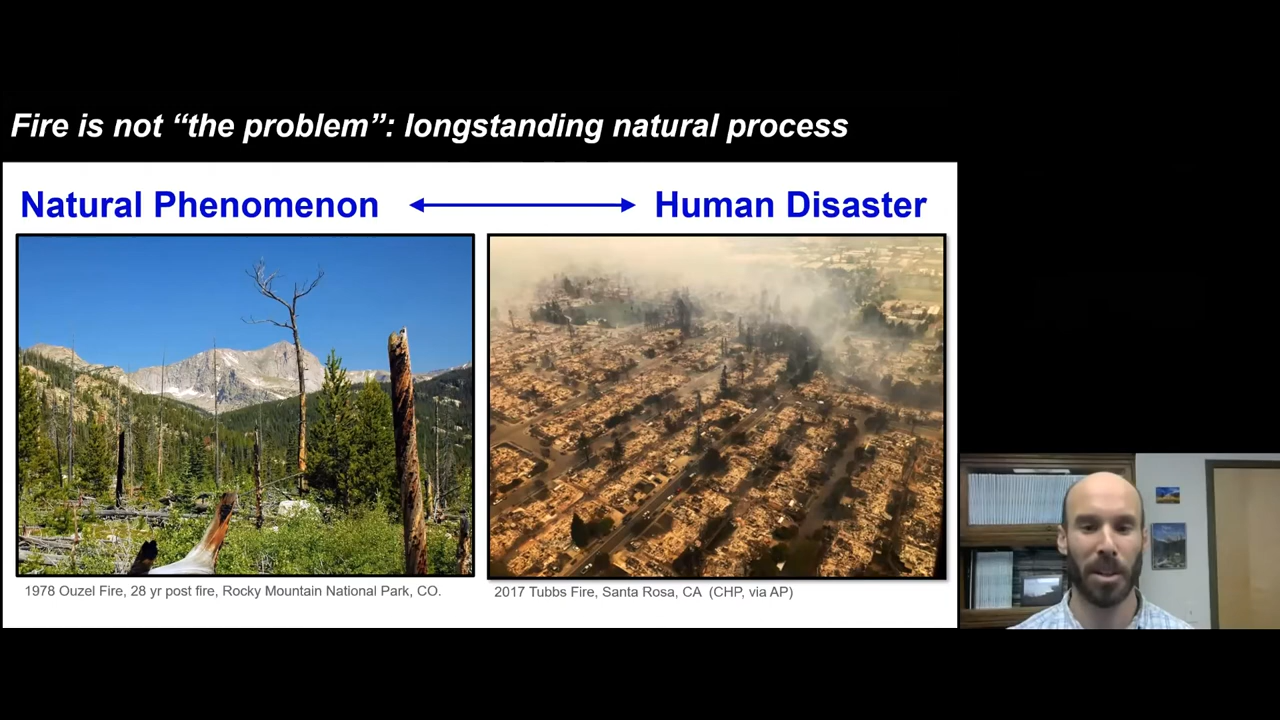 Fire is not “the problem”: longstanding natural process
Natural Phenomenon
Human Disaster
1978 Ouzel Fire, 28 yr post fire, Rocky Mountain National Park, CO.
2017 Tubbs Fire, Santa Rosa, CA (CHP, via AP)